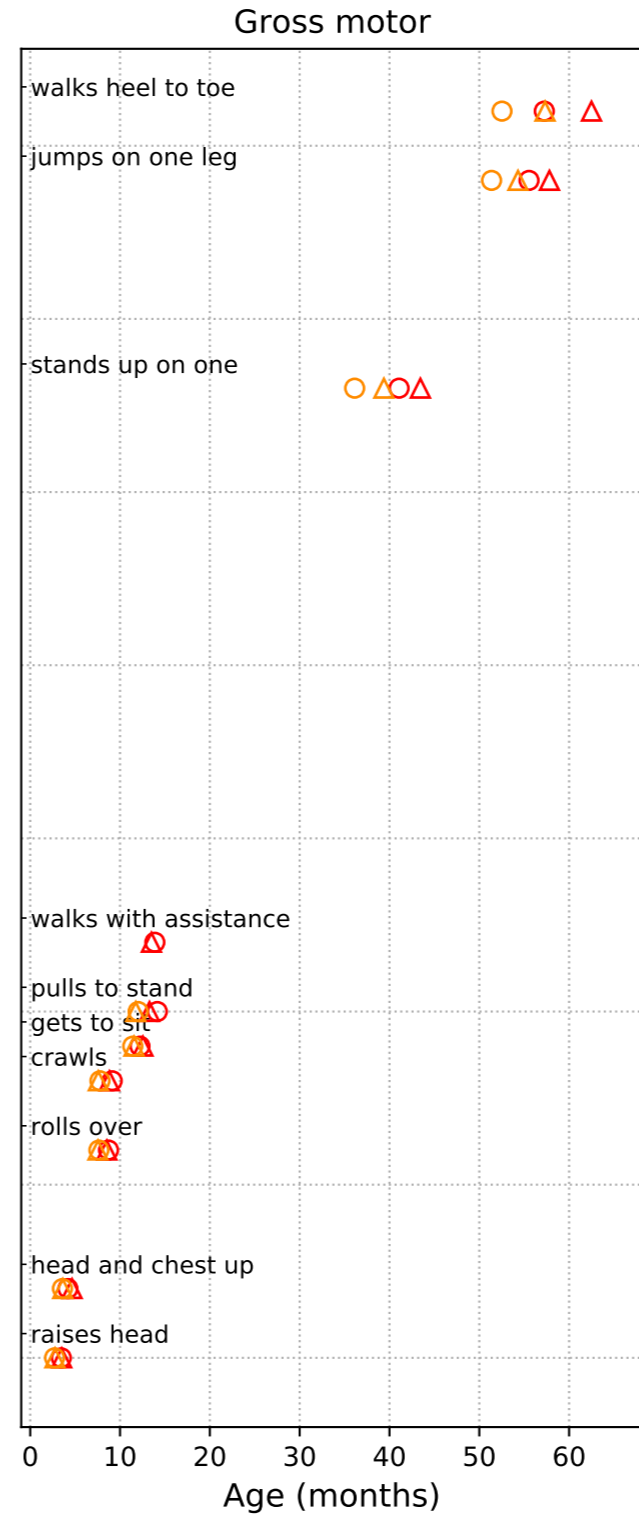 Gross motor
walks heel to toe
jumps on one leg
stands up on one
walks with assistance
pulls to stand
gets to sit
crawls
rolls over
head and chest up
raises head
0 10 20 30 40 50 60
Age (months)